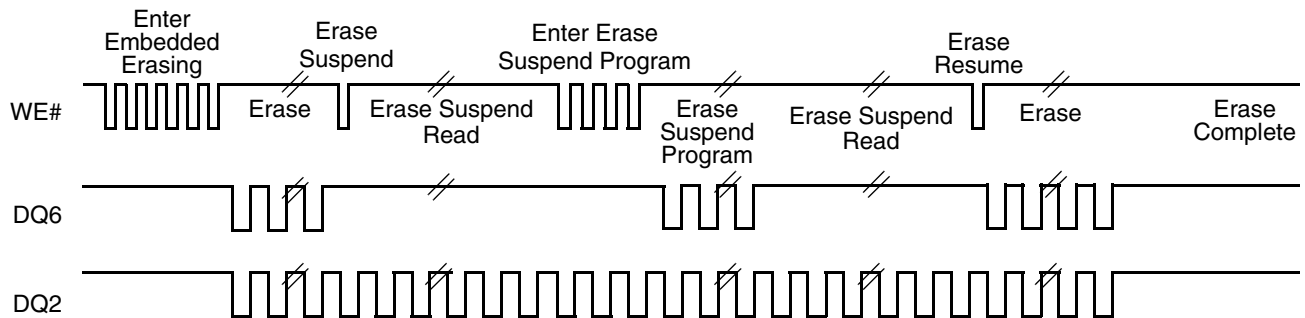 Enter
Embedded
Erasing
Erase
Suspend
Enter Erase
Suspend Program
Erase
Resume
WE#
Erase
Erase Suspend
Read
Erase
Suspend
Program
Erase Suspend
Read
Erase
Erase
Complete
DQ6
DQ2